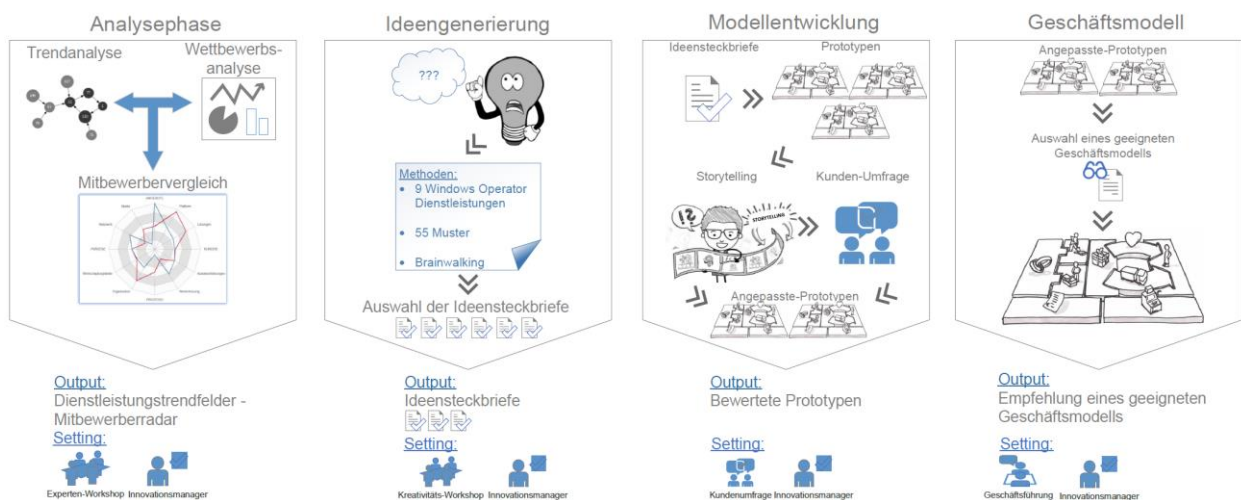 Analysephase
Trendanalyse
Wettbewerbs-
analyse
Mitbewerbervergleich
Output:
Dienstleistungstrendfelder -
Mitbewerberradar
Setting:
Experten-Workshop
Innovationsmanager
Ideengenerierung
???
Methoden:
• 9 Windows Operator
Dienstleistungen
• 55 Muster
• Brainwalking
Auswahl der Ideensteckbriefe
Output:
Ideensteckbriefe
Setting:
Kreativitäts-Workshop
Innovationsmanager
Modellentwicklung
Ideensteckbriefe
Prototypen
Storytelling
Kunden-Umfrage
!?
STORYTELLING
Angepasste-Prototypen
Output:
Bewertete Prototypen
Setting:
Kundenumfrage
Innovationsmanager
Geschäftsmodell
Angepasste-Prototypen
Auswahl eines geeigneten
Geschäftsmodells
Output:
Empfehlung eines geeigneten
Geschäftsmodells
Setting:
Geschäftsführung
Innovationsmanager